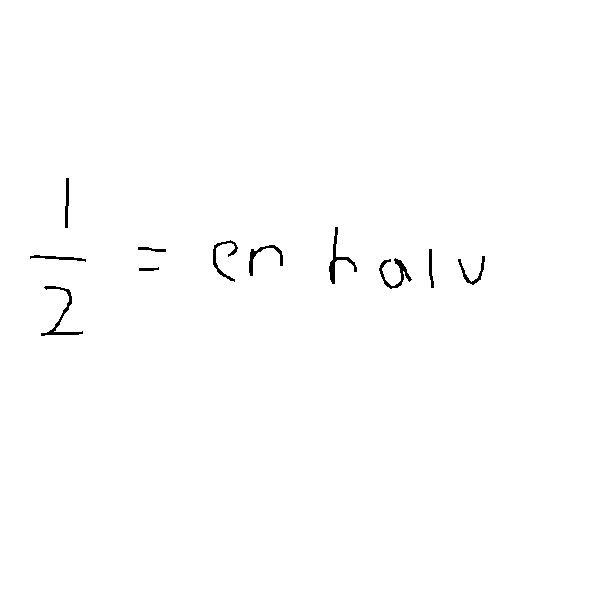 1/2 = en halv